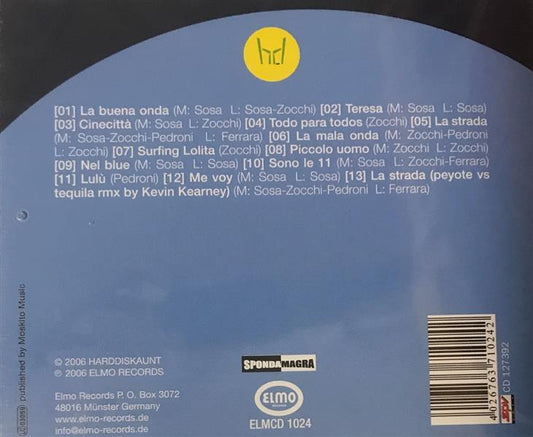 hd
[01] La buena onda (M: Sosa L: Sosa-Zocchi) [02] Teresa (M: Sosa L: Sosa)
[03] Cinecittà (M: Sosa L: Zocchi) [04] Todo para todos (Zocchi) [05] La strada
(M: Sosa-Zocchi-Pedroni L: Ferrara) [06] La mala onda (M: Zocchi-Pedroni
L: Zocchi) [07] Surfing Lolita (Zocchi) [08] Piccolo uomo (M: Zocchi L: Zocchi)
[09] Nel blue (M: Sosa L: Sosa) [10] Sono le 11 (M: Sosa L: Zocchi-Ferrara)
[11] Lulù (Pedroni) [12] Me voy (M: Sosa L: Sosa) [13] La strada (peyote vs
tequila rmx by Kevin Kearney) (M: Sosa-Zocchi-Pedroni L: Ferrara)
published by Moskito Music
© 2006 HARDDISKAUNT
℗ 2006 ELMO RECORDS
Elmo Records P. O. Box 3072
48016 Münster Germany
www.elmo-records.de
info@elmo-records.de
SPONDAMAGRA
ELMO
ELMCD 1024
4 026763 710242
CD 127.392